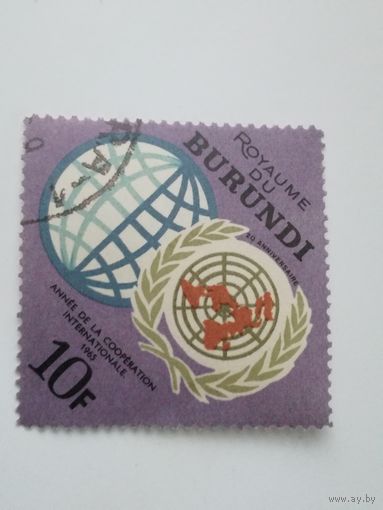 ROYAUME
DU
BURUNDI
20 ANNIVERSAIRE
ANNÉE DE LA COOPÉRATION
INTERNATIONALE
1965
10F
www.ay.by